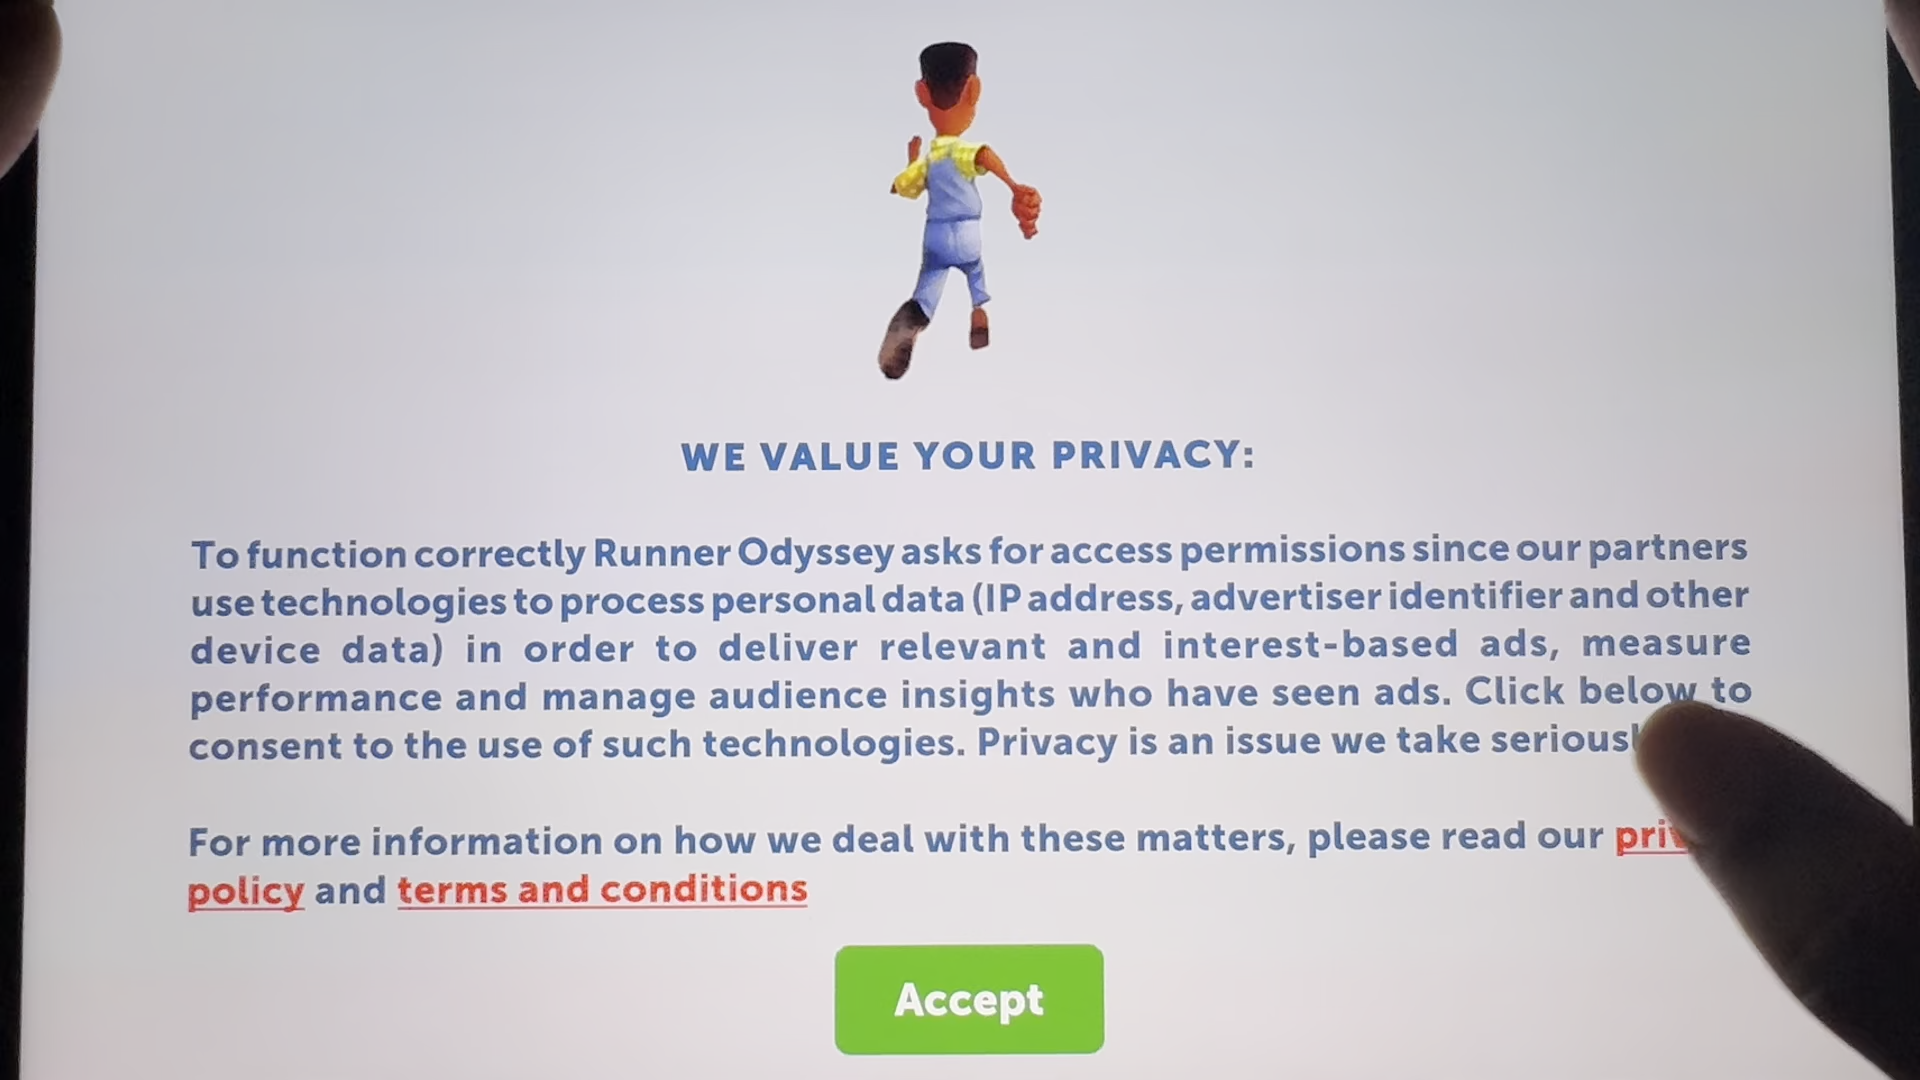 WE VALUE YOUR PRIVACY:
To function correctly Runner Odyssey asks for access permissions since our partners
use technologies to process personal data (IP address, advertiser identifier and other
device data) in order to deliver relevant and interest-based ads, measure
performance and manage audience insights who have seen ads. Click below to
consent to the use of such technologies. Privacy is an issue we take
For more information on how we deal with these matters, please read our
policy and terms and conditions
Accept